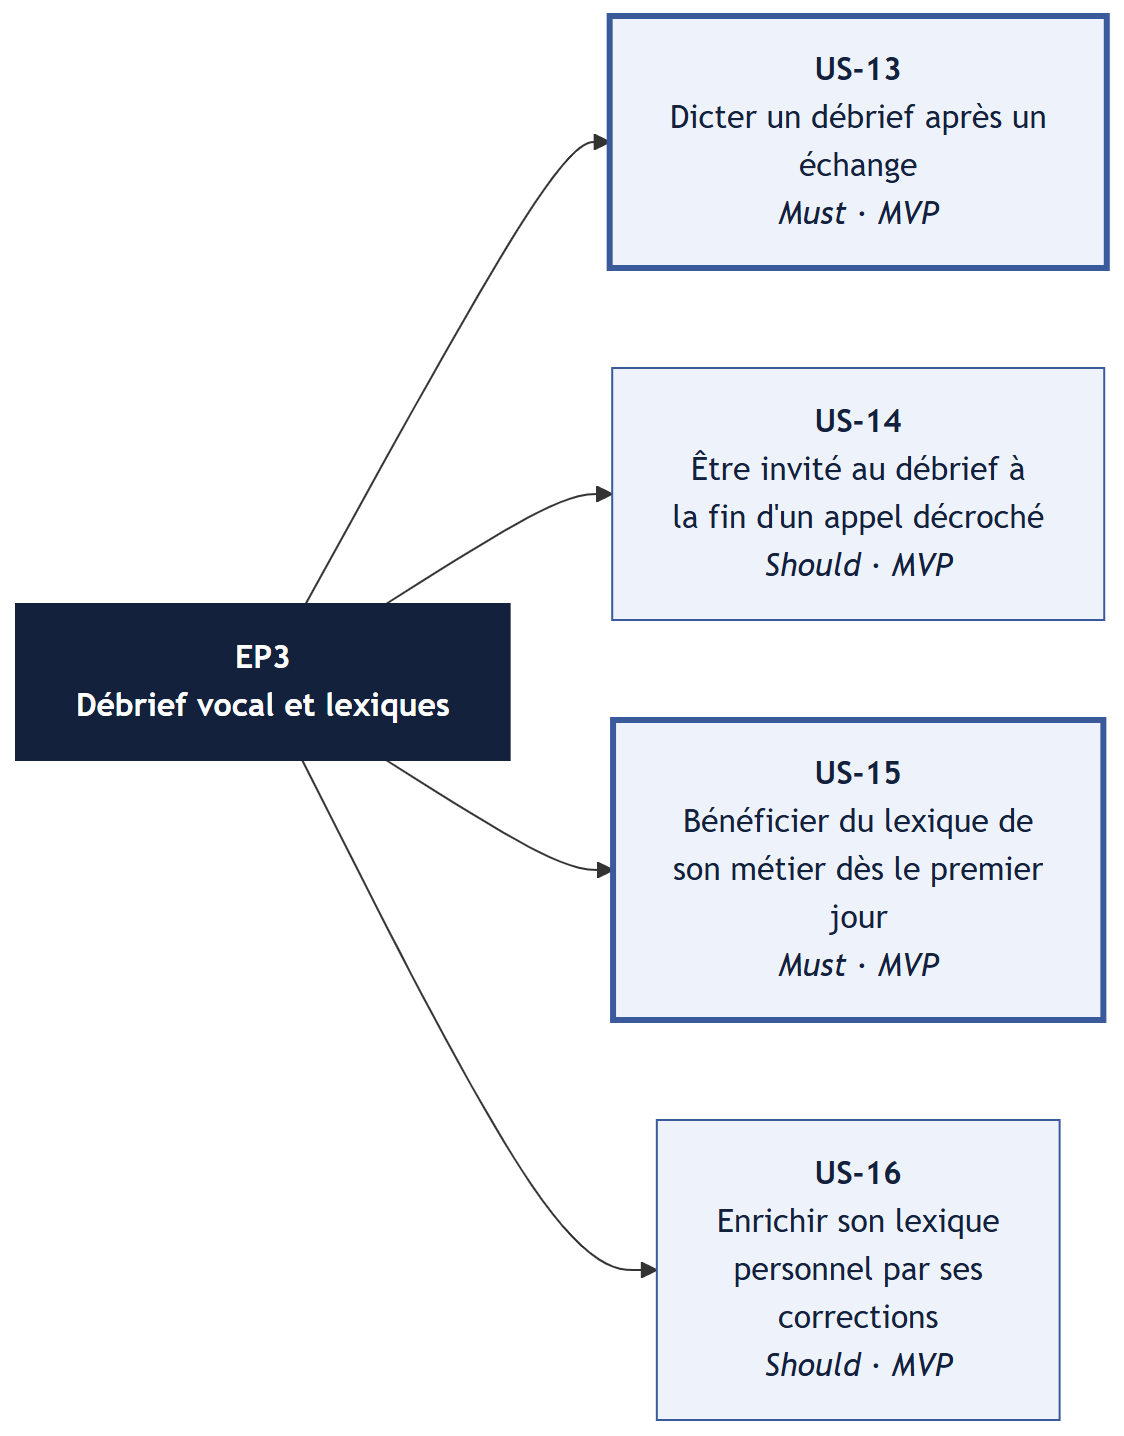 US-13
Dicter un débrief après un
échange
Must · MVP
US-14
Être invité au débrief à
la fin d'un appel décroché
Should · MVP
EP3
Débrief vocal et lexiques
US-15
Bénéficier du lexique de
son métier dès le premier
jour
Must · MVP
US-16
Enrichir son lexique
personnel par ses
corrections
Should · MVP